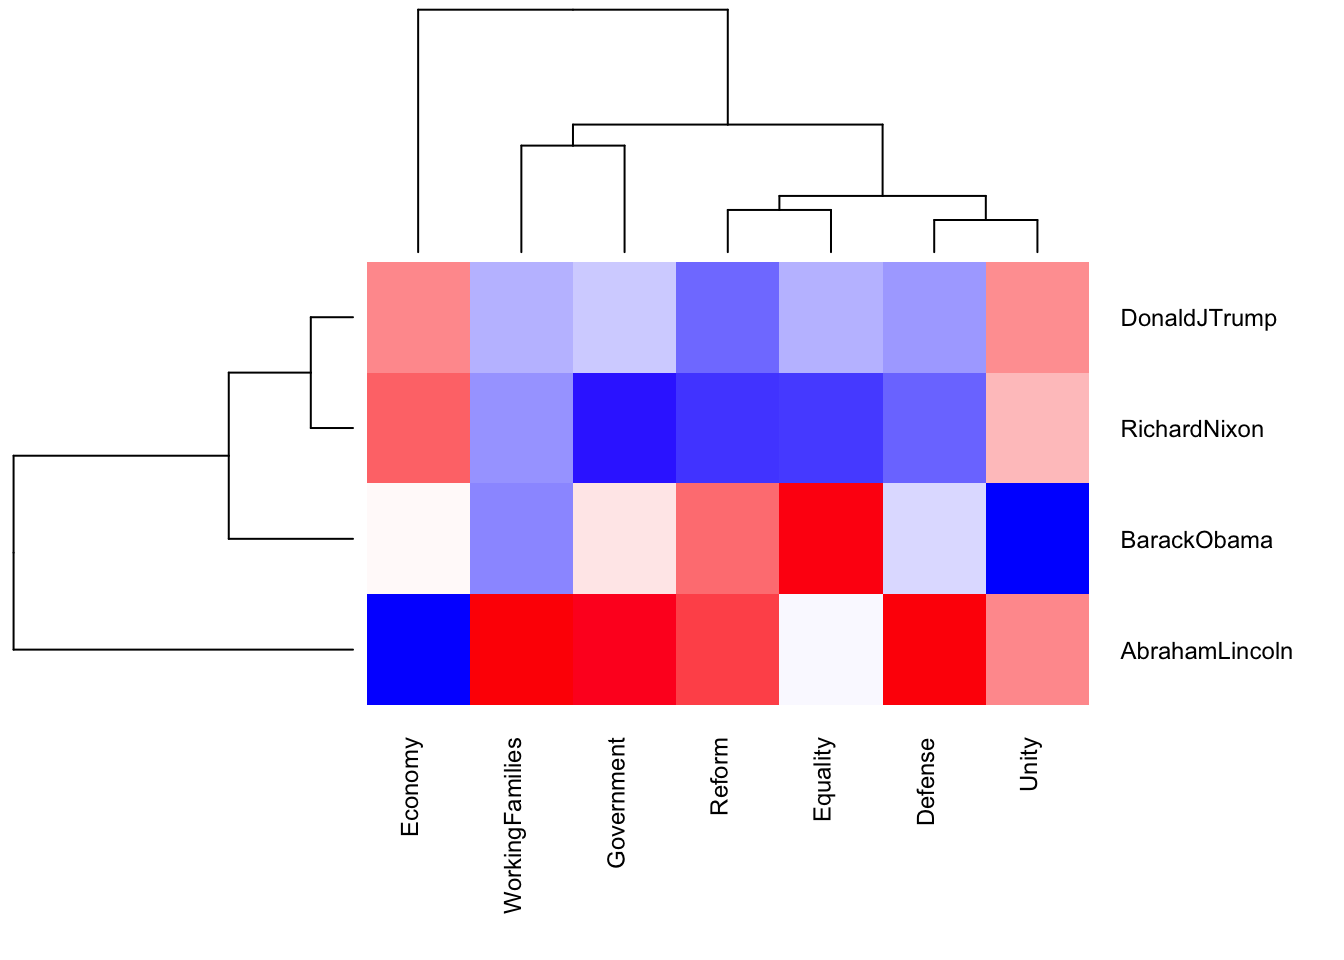 DonaldJTrump
RichardNixon
BarackObama
AbrahamLincoln
Economy
WorkingFamilies
Government
Reform
Equality
Defense
Unity